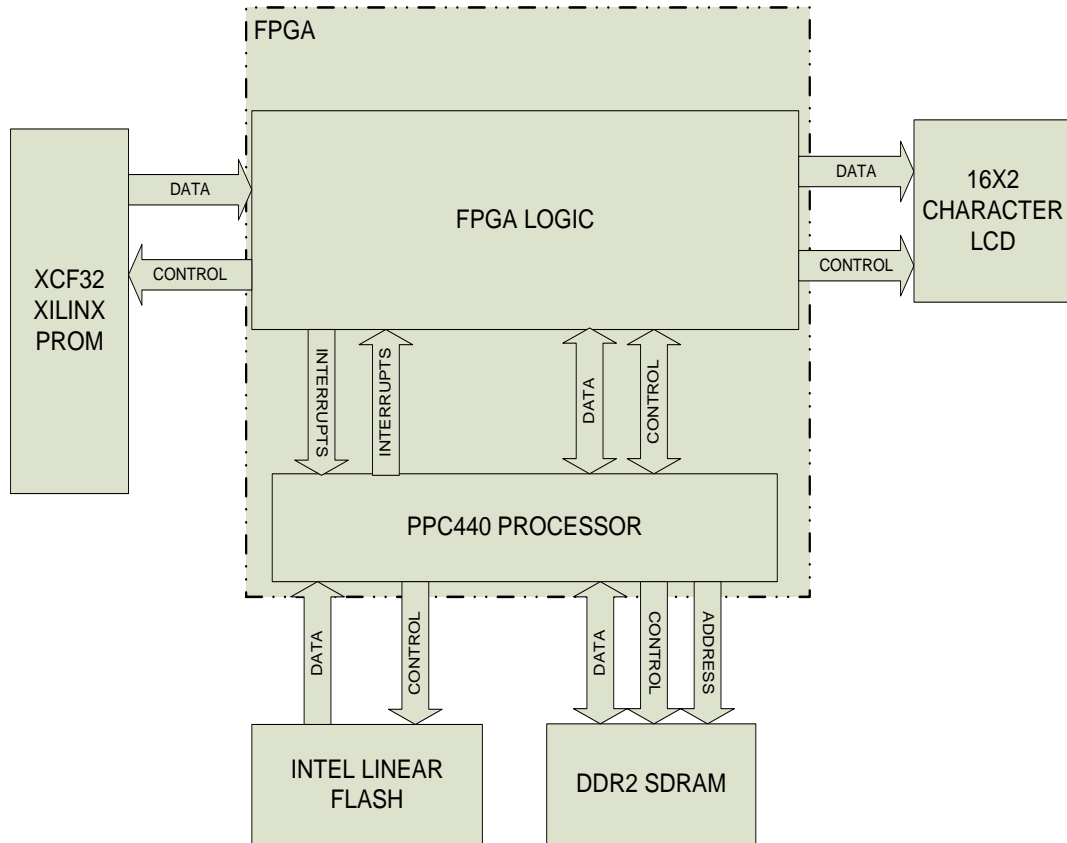 FPGA
XCF32
XILINX
PROM
DATA
CONTROL
FPGA LOGIC
DATA
CONTROL
16X2
CHARACTER
LCD
INTERRUPTS
INTERRUPTS
DATA
CONTROL
PPC440 PROCESSOR
DATA
CONTROL
DATA
CONTROL
ADDRESS
INTEL LINEAR
FLASH
DDR2 SDRAM